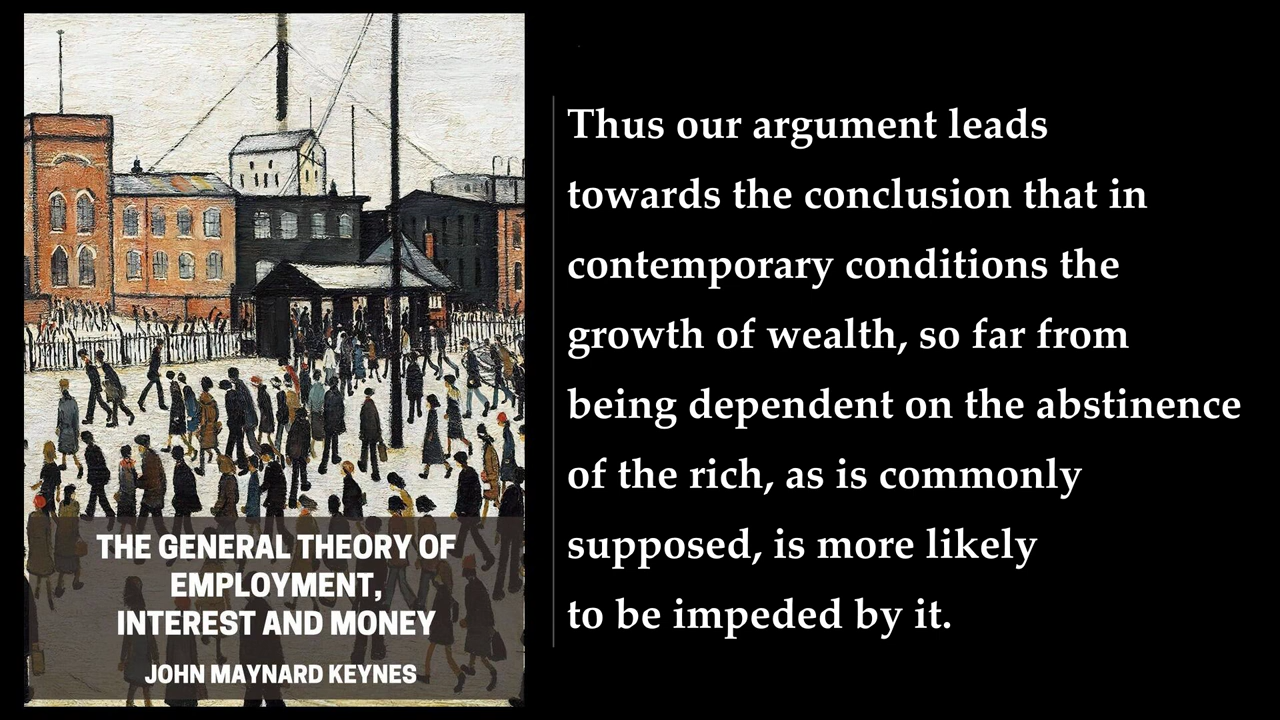 THE GENERAL THEORY OF
EMPLOYMENT,
INTEREST AND MONEY
JOHN MAYNARD KEYNES
Thus our argument leads
towards the conclusion that in
contemporary conditions the
growth of wealth, so far from
being dependent on the abstinence
of the rich, as is commonly
supposed, is more likely
to be impeded by it.